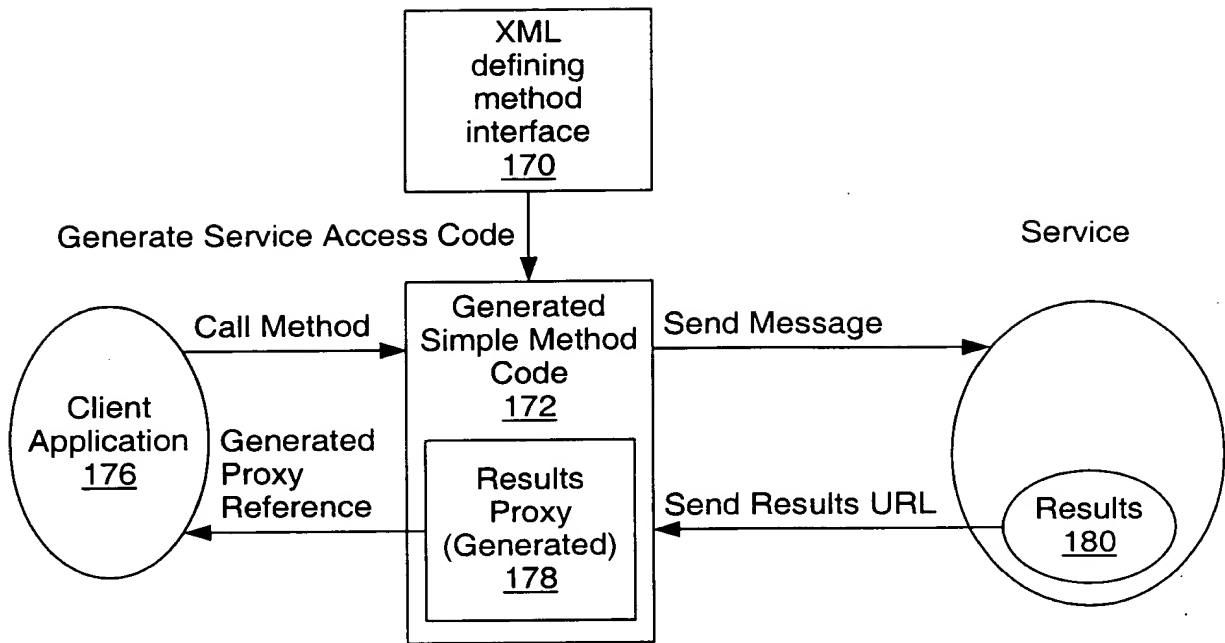 XML
defining
method
interface
170
Generate Service Access Code
Service
Generated
Simple Method
Code
172
Call Method
Send Message
Client
Application
176
Generated
Proxy
Reference
Results
Proxy
(Generated)
178
Send Results URL
Results
180